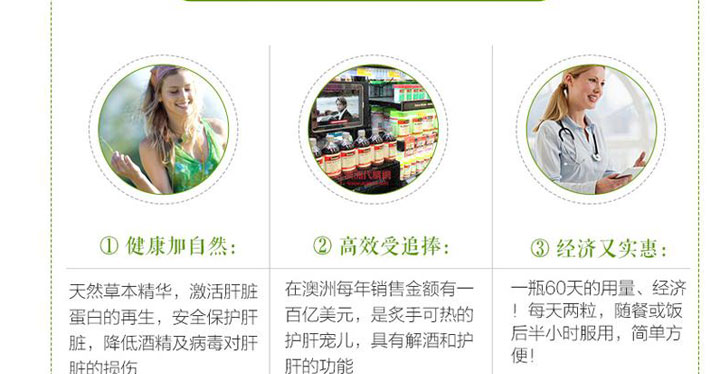 ① 健康加自然：
天然草本精华，激活肝脏
蛋白的再生，安全保护肝
脏，降低酒精及病毒对肝
脏的损伤
② 高效受追捧：
在澳洲每年销售金额有一
百亿美元，是炙手可热的
护肝宠儿，具有解酒和护
肝的功能
③ 经济又实惠：
一瓶60天的用量、经济
！每天两粒，随餐或饭
后半小时服用，简单方
便！